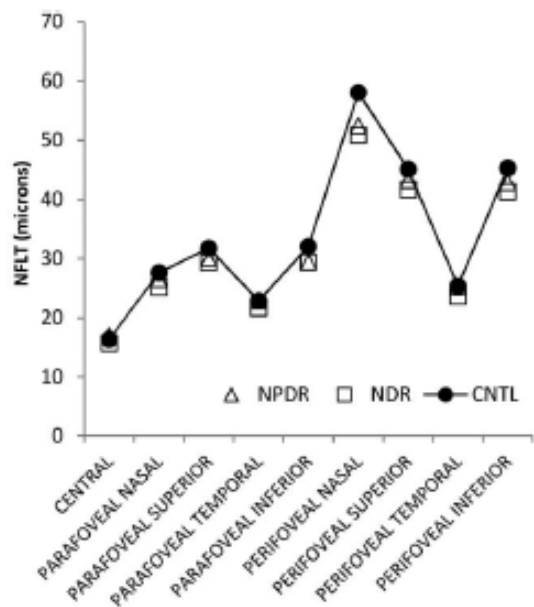 70
60
50
40
30
20
10
0
NFLT (microns)
NPDR NDR CNTL
CENTRAL
PARAFOVEAL NASAL
PARAFOVEAL SUPERIOR
PARAFOVEAL TEMPORAL
PARAFOVEAL INFERIOR
PERIFOVEAL NASAL
PERIFOVEAL SUPERIOR
PERIFOVEAL TEMPORAL
PERIFOVEAL INFERIOR